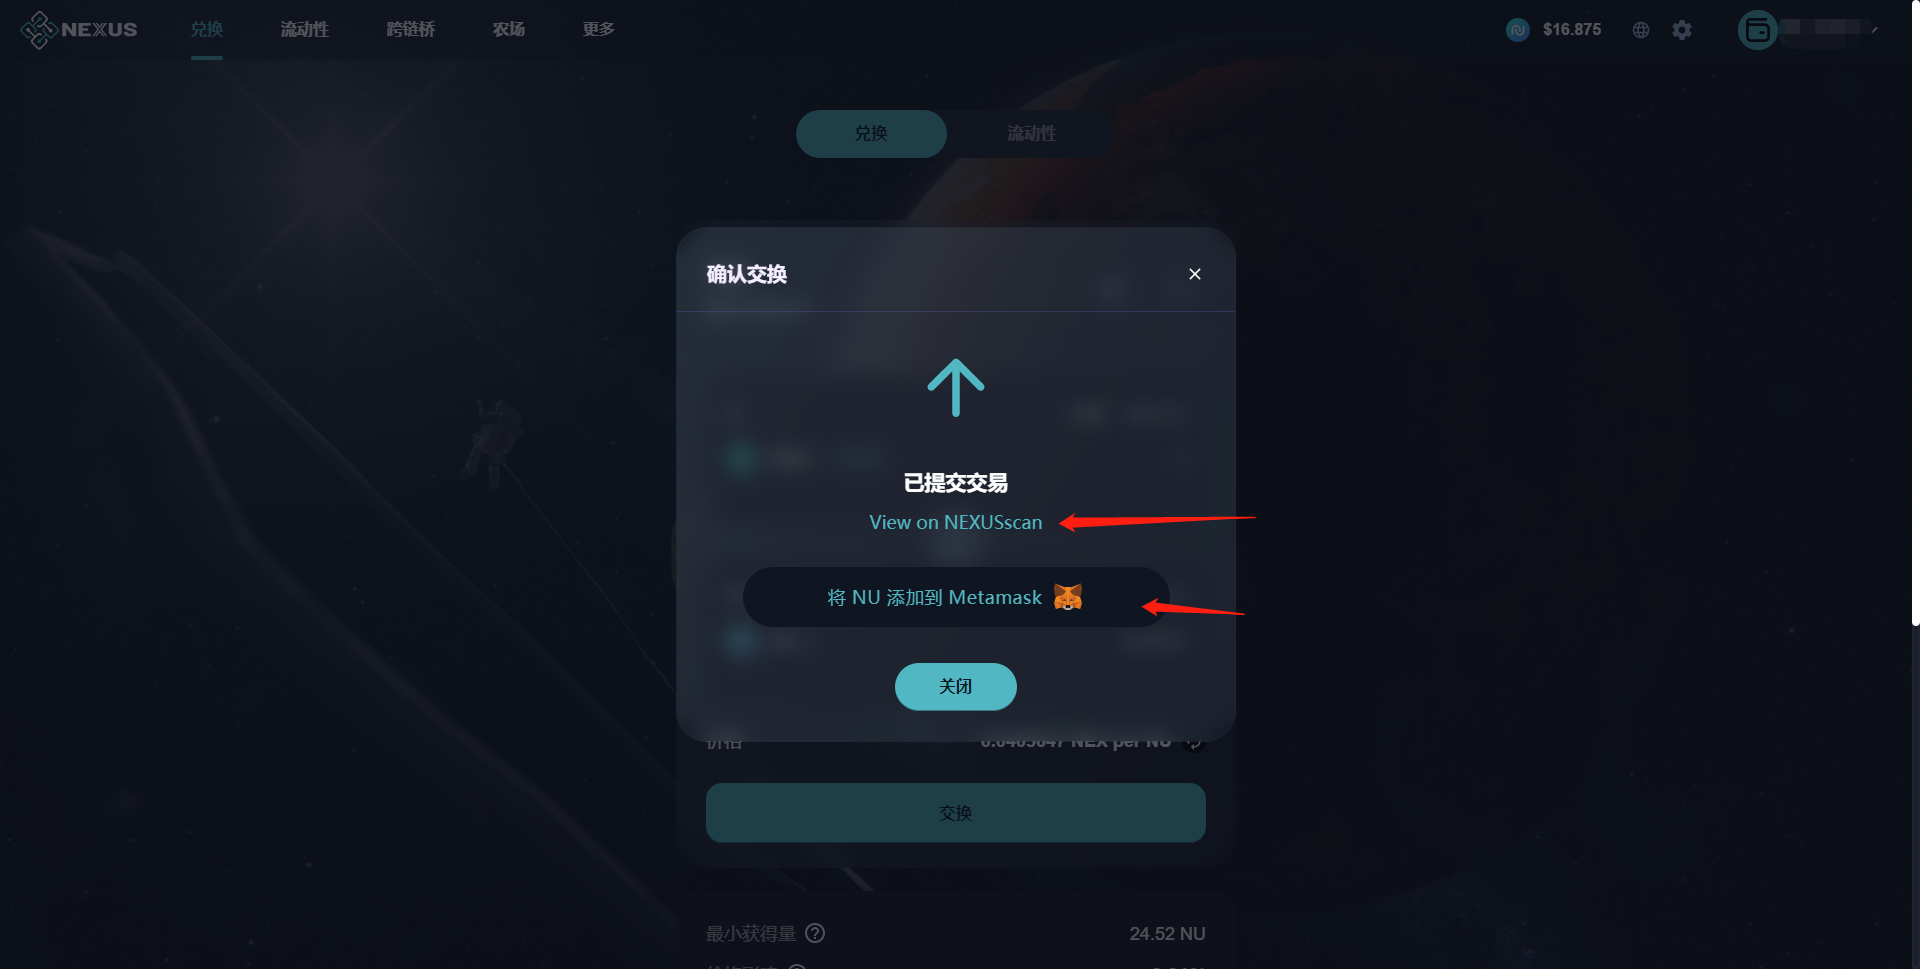 NEXUS
兑换
流动性
跨链桥
农场
更多
$16.875
兑换
流动性
确认交换
已提交交易
View on NEXUSscan
将 NU 添加到 Metamask
关闭
价格
NEX per NU
交换
最小获得量
24.52 NU